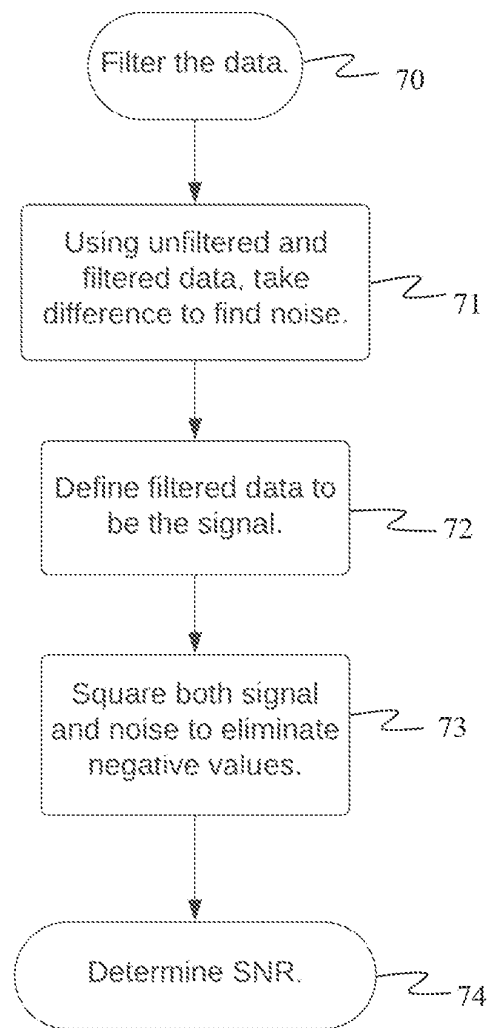 Filter the data.
70
Using unfiltered and
filtered data, take
difference to find noise.
71
Define filtered data to
be the signal.
72
Square both signal
and noise to eliminate
negative values.
73
Determine SNR.
74